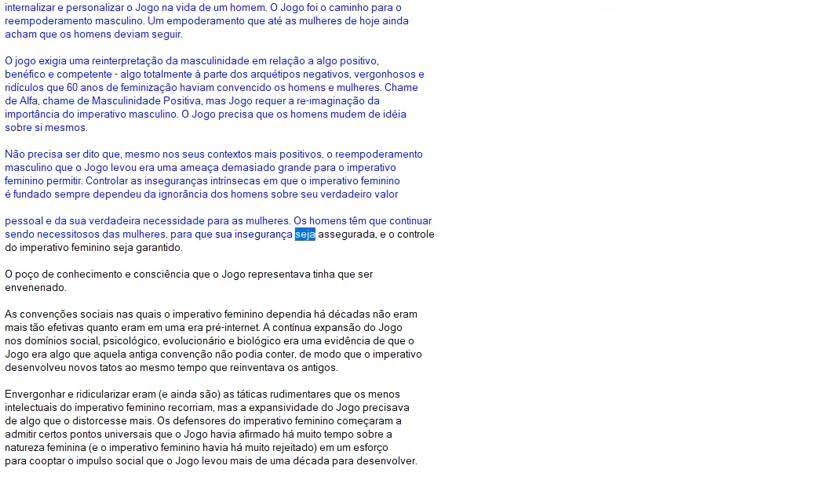 internalizar e personalizar o Jogo na vida de um homem. O Jogo foi o caminho para o
reempoderamento masculino. Um empoderamento que até as mulheres de hoje ainda
acham que os homens deviam seguir.
O jogo exigia uma reinterpretação da masculinidade em relação a algo positivo,
benéfico e competente - algo totalmente à parte dos arquétipos negativos, vergonhosos e
ridículos que 60 anos de feminização haviam convencido os homens e mulheres. Chame
de Alfa, chame de Masculinidade Positiva, mas Jogo requer a re-imaginação da
importância do imperativo masculino. O Jogo precisa que os homens mudem de idéia
sobre si mesmos.
Não precisa ser dito que, mesmo nos seus contextos mais positivos, o reempoderamento
masculino que o Jogo levou era uma ameaça demasiado grande para o imperativo
feminino permitir. Controlar as inseguranças intrínsecas em que o imperativo feminino
é fundado sempre dependeu da ignorância dos homens sobre seu verdadeiro valor
pessoal e da sua verdadeira necessidade para as mulheres. Os homens têm que continuar
sendo necessitosos das mulheres, para que sua insegurança seja assegurada, e o controle
do imperativo feminino seja garantido.
O poço de conhecimento e consciência que o Jogo representava tinha que ser
envenenado.
As convenções sociais nas quais o imperativo feminino dependia há décadas não eram
mais tão efetivas quanto eram em uma era pré-internet. A contínua expansão do Jogo
nos domínios social, psicológico, evolucionário e biológico era uma evidência de que o
Jogo era algo que aquela antiga convenção não podia conter, de modo que o imperativo
desenvolveu novos tatos ao mesmo tempo que reinventava os antigos.
Envergonhar e ridicularizar eram (e ainda são) as táticas rudimentares que os menos
intelectuais do imperativo feminino recorriam, mas a expansividade do Jogo precisava
de algo que o distorcesse mais. Os defensores do imperativo feminino começaram a
admitir certos pontos universais que o Jogo havia afirmado há muito tempo sobre a
natureza feminina (e o imperativo feminino havia há muito rejeitado) em um esforço
para cooptar o impulso social que o Jogo levou mais de uma década para desenvolver.